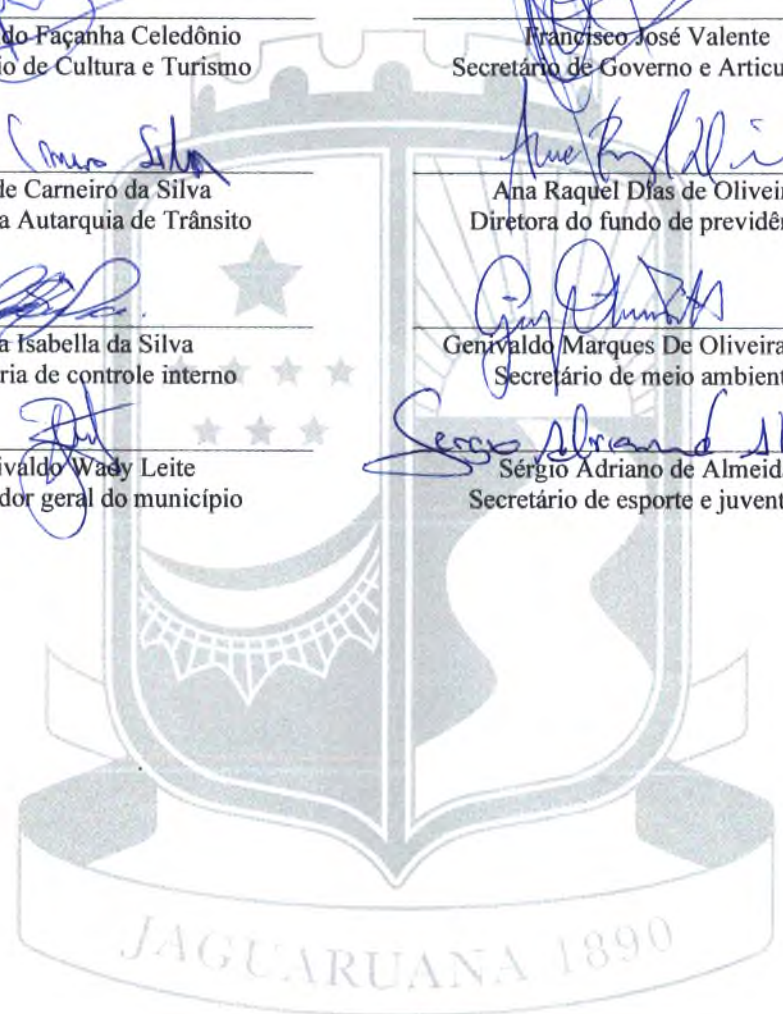 do Façanha Celedônio
io de Cultura e Turismo
Francisco José Valente
Secretário de Governo e Articu
de Carneiro da Silva
a Autarquia de Trânsito
Ana Raquel Dias de Oliveir
Diretora do fundo de previdên
a Isabella da Silva
ria de controle interno
Genivaldo Marques De Oliveira
Secretário de meio ambient
ivaldo Wady Leite
dor geral do município
Sergio Adriano
Sérgio Adriano de Almeid
Secretário de esporte e juvent
JAGUARUANA 1890